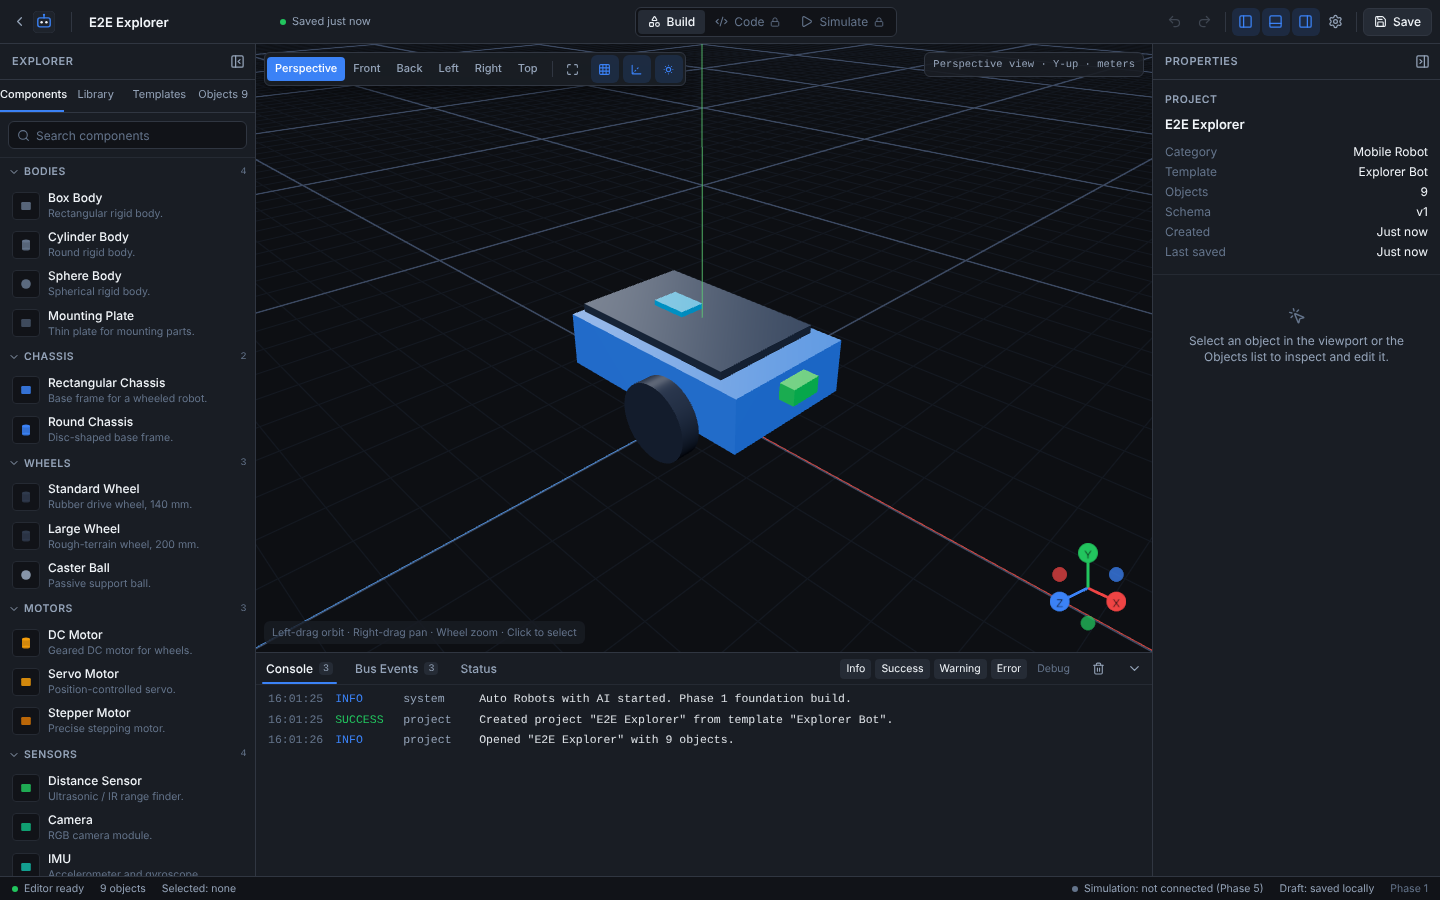 E2E Explorer
Saved just now
Build
Code
Simulate
Save
EXPLORER
Components
Library
Templates
Objects 9
Search components
BODIES 4
Box Body
Rectangular rigid body.
Cylinder Body
Round rigid body.
Sphere Body
Spherical rigid body.
Mounting Plate
Thin plate for mounting parts.
CHASSIS 2
Rectangular Chassis
Base frame for a wheeled robot.
Round Chassis
Disc-shaped base frame.
WHEELS 3
Standard Wheel
Rubber drive wheel, 140 mm.
Large Wheel
Rough-terrain wheel, 200 mm.
Caster Ball
Passive support ball.
MOTORS 3
DC Motor
Geared DC motor for wheels.
Servo Motor
Position-controlled servo.
Stepper Motor
Precise stepping motor.
SENSORS 4
Distance Sensor
Ultrasonic / IR range finder.
Camera
RGB camera module.
IMU
Accelerometer and gyroscope.
Perspective
Front
Back
Left
Right
Top
Perspective view · Y-up · meters
Y
Z
X
Left-drag orbit · Right-drag pan · Wheel zoom · Click to select
Console 3
Bus Events 3
Status
Info
Success
Warning
Error
Debug
16:01:25 INFO system Auto Robots with AI started. Phase 1 foundation build.
16:01:25 SUCCESS project Created project "E2E Explorer" from template "Explorer Bot".
16:01:26 INFO project Opened "E2E Explorer" with 9 objects.
PROPERTIES
PROJECT
E2E Explorer
Category Mobile Robot
Template Explorer Bot
Objects 9
Schema v1
Created Just now
Last saved Just now
Select an object in the viewport or the
Objects list to inspect and edit it.
Editor ready
9 objects
Selected: none
Simulation: not connected (Phase 5)
Draft: saved locally
Phase 1